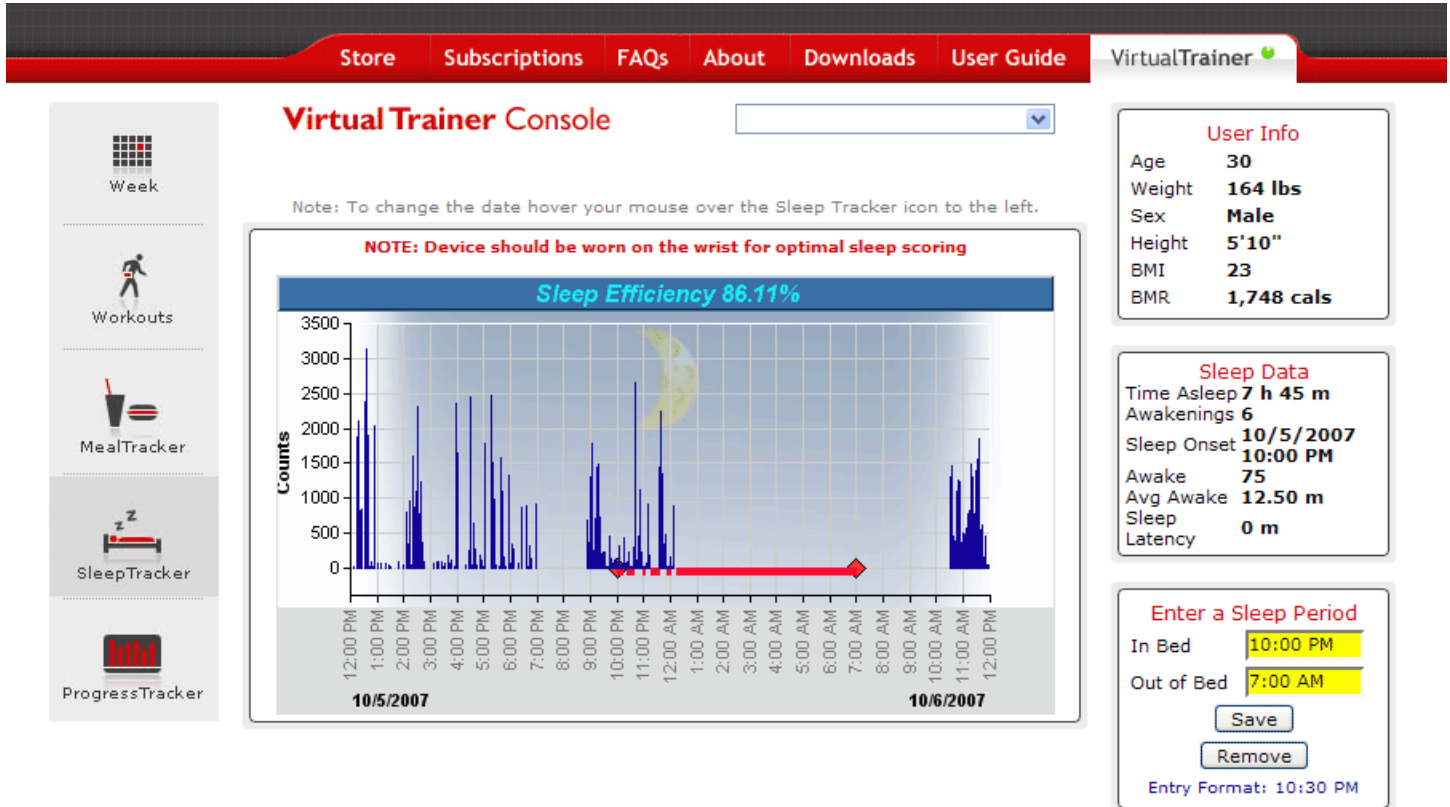 Store Subscriptions FAQs About Downloads User Guide VirtualTrainer
Week
Workouts
MealTracker
z z
SleepTracker
ProgressTracker
Virtual Trainer Console
Note: To change the date hover your mouse over the Sleep Tracker icon to the left.
NOTE: Device should be worn on the wrist for optimal sleep scoring
Sleep Efficiency 86.11%
Counts
3500
3000
2500
2000
1500
1000
500
0
12:00 PM
1:00 PM
2:00 PM
3:00 PM
4:00 PM
5:00 PM
6:00 PM
7:00 PM
8:00 PM
9:00 PM
10:00 PM
11:00 PM
12:00 AM
1:00 AM
2:00 AM
3:00 AM
4:00 AM
5:00 AM
6:00 AM
7:00 AM
8:00 AM
9:00 AM
10:00 AM
11:00 AM
12:00 PM
10/5/2007 10/6/2007
User Info
Age 30
Weight 164 lbs
Sex Male
Height 5'10"
BMI 23
BMR 1,748 cals
Sleep Data
Time Asleep 7 h 45 m
Awakenings 6
Sleep Onset 10/5/2007
10:00 PM
Awake 75
Avg Awake 12.50 m
Sleep
Latency 0 m
Enter a Sleep Period
In Bed 10:00 PM
Out of Bed 7:00 AM
Save
Remove
Entry Format: 10:30 PM